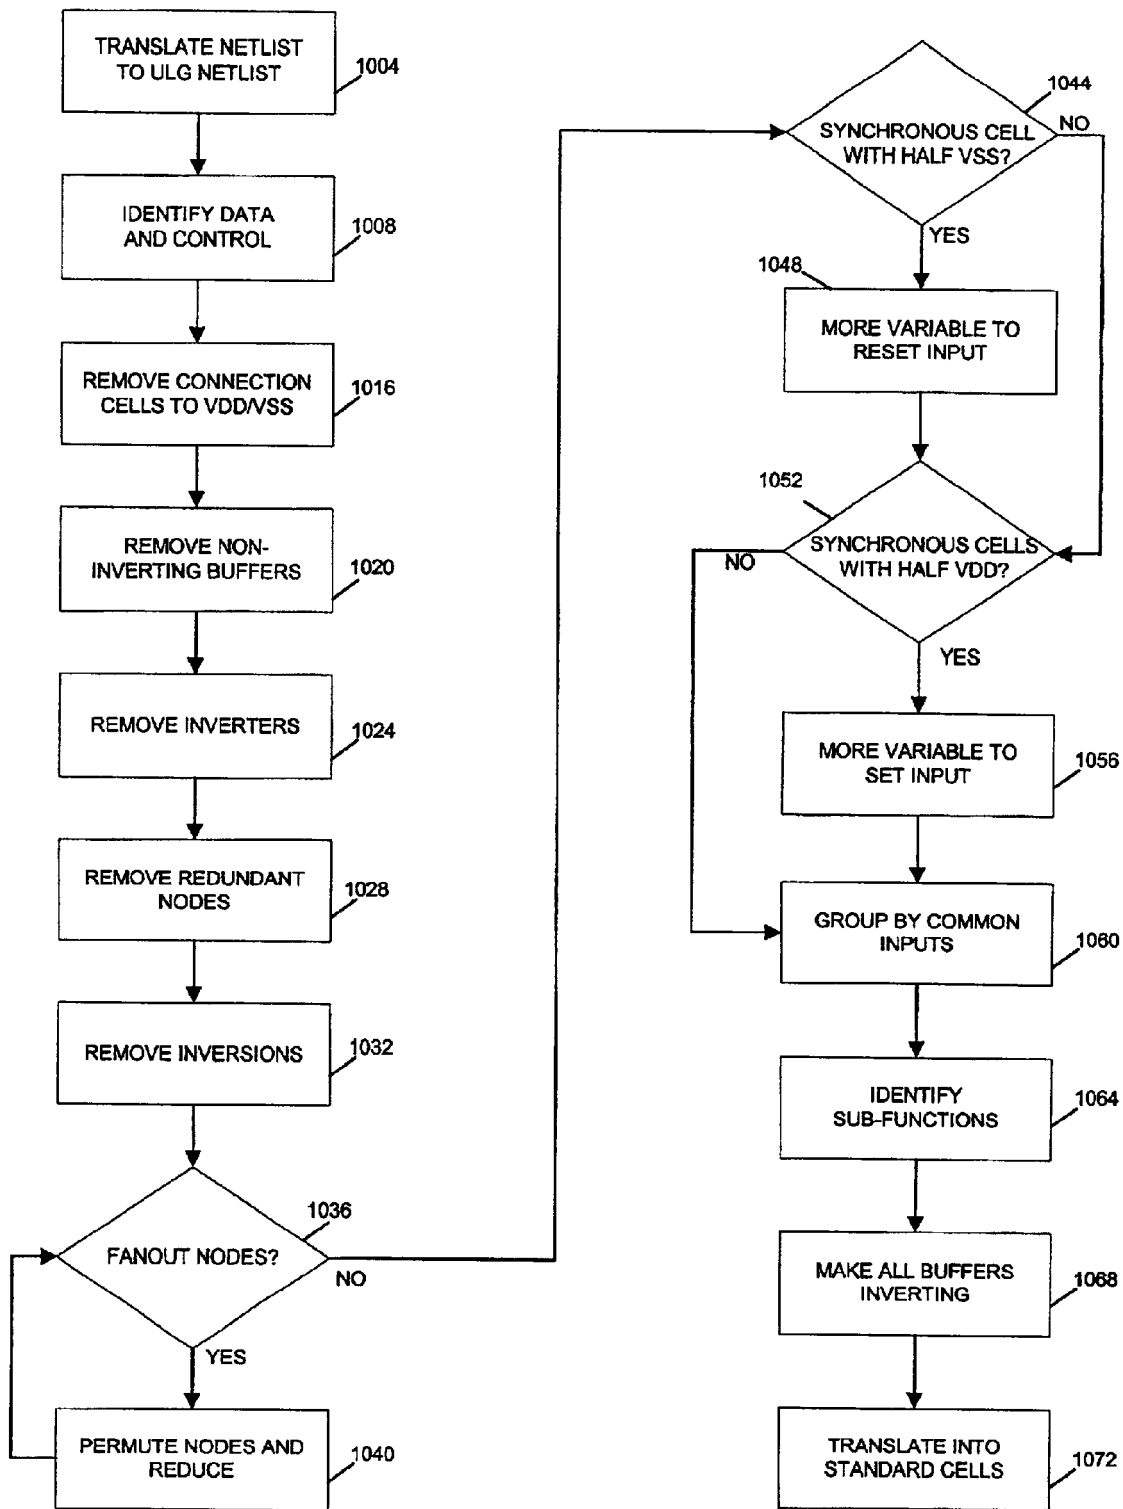 TRANSLATE NETLIST
TO ULG NETLIST
1004
IDENTIFY DATA
AND CONTROL
1008
REMOVE CONNECTION
CELLS TO VDD/VSS
1016
REMOVE NON-
INVERTING BUFFERS
1020
REMOVE INVERTERS
1024
REMOVE REDUNDANT
NODES
1028
REMOVE INVERSIONS
1032
FANOUT NODES?
1036
NO
YES
PERMUTE NODES AND
REDUCE
1040
SYNCHRONOUS CELL
WITH HALF VSS?
1044
NO
YES
1048
MORE VARIABLE TO
RESET INPUT
1052
SYNCHRONOUS CELLS
WITH HALF VDD?
NO
YES
MORE VARIABLE TO
SET INPUT
1056
GROUP BY COMMON
INPUTS
1060
IDENTIFY
SUB-FUNCTIONS
1064
MAKE ALL BUFFERS
INVERTING
1068
TRANSLATE INTO
STANDARD CELLS
1072